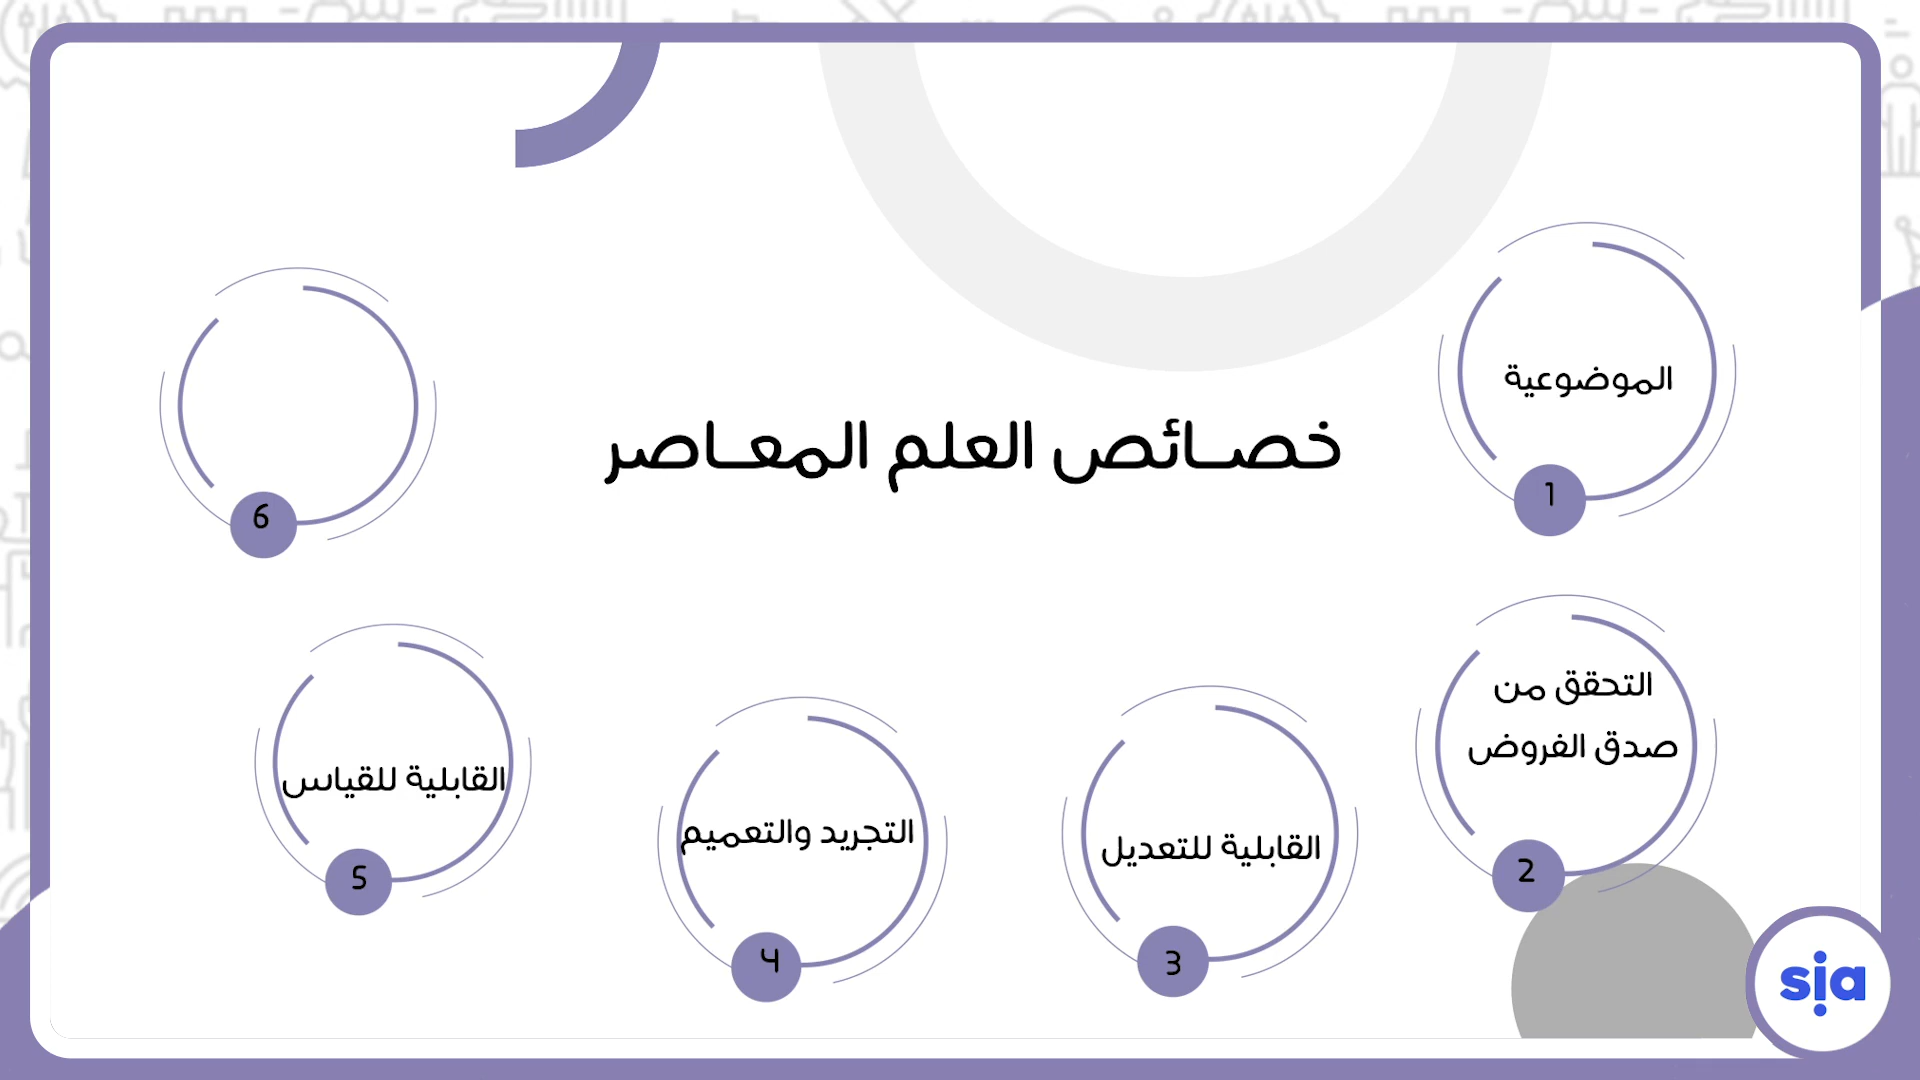 خصائص العلم المعاصر
الموضوعية
1
التحقق من
صدق الفروض
2
القابلية للتعديل
3
التجريد والتعميم
4
القابلية للقياس
5
6
sia